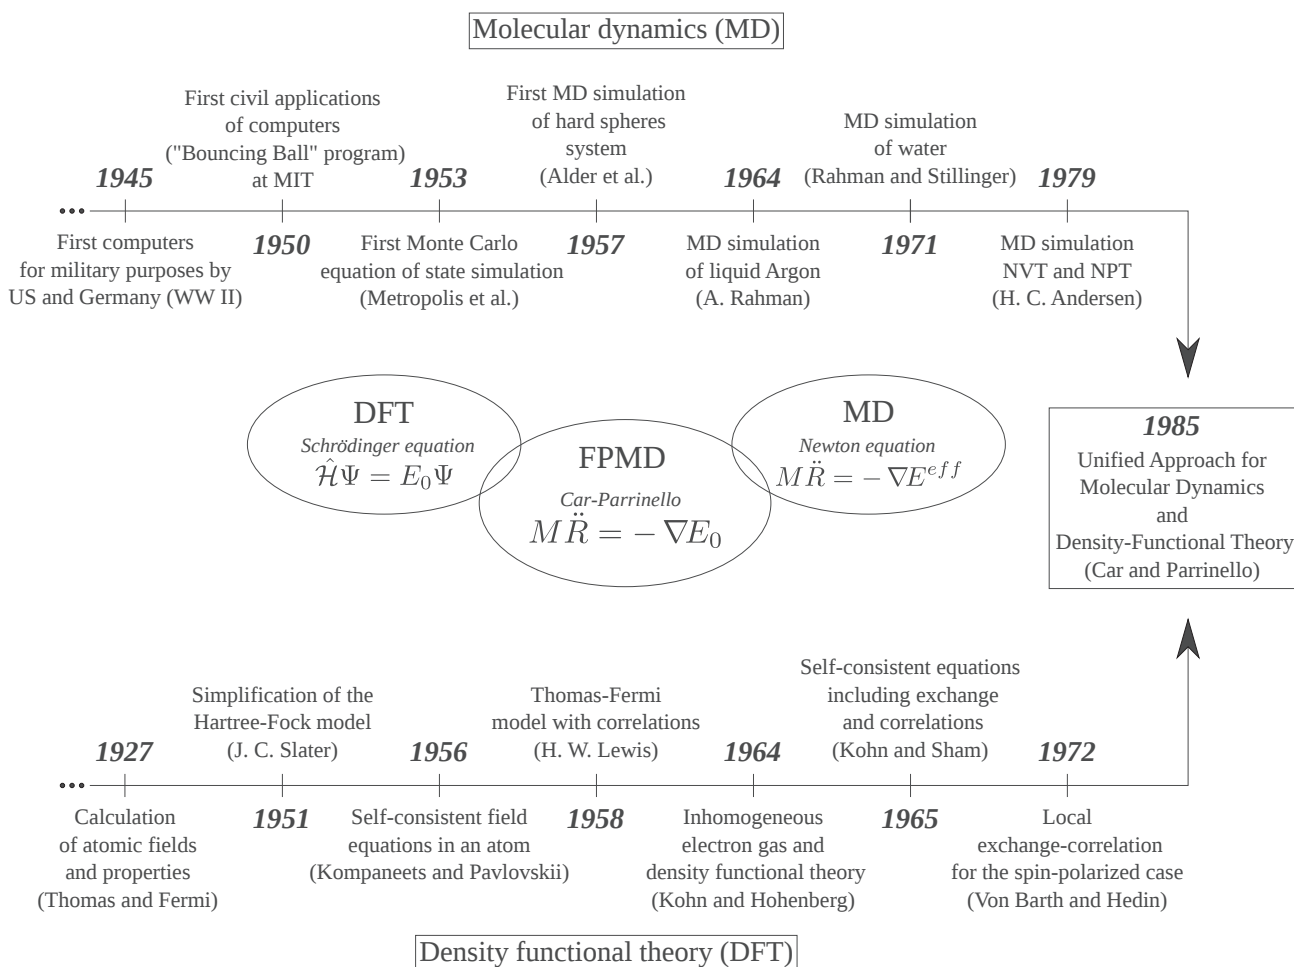 Molecular dynamics (MD)
First civil applications
of computers
("Bouncing Ball" program)
at MIT
First MD simulation
of hard spheres
system
(Alder et al.)
MD simulation
of water
(Rahman and Stillinger)
1945
1953
1964
1979
•••
First computers
for military purposes by
US and Germany (WW II)
1950
First Monte Carlo
equation of state simulation
(Metropolis et al.)
1957
MD simulation
of liquid Argon
(A. Rahman)
1971
MD simulation
NVT and NPT
(H. C. Andersen)
DFT
Schrödinger equation
\hat{\mathcal{H}}Ψ = E₀Ψ
FPMD
Car-Parrinello
MR̈ = − ∇E₀
MD
Newton equation
MR̈ = − ∇E^{eff}
1985
Unified Approach for
Molecular Dynamics
and
Density-Functional Theory
(Car and Parrinello)
Simplification of the
Hartree-Fock model
(J. C. Slater)
Thomas-Fermi
model with correlations
(H. W. Lewis)
Self-consistent equations
including exchange
and correlations
(Kohn and Sham)
1927
1956
1964
1972
•••
Calculation
of atomic fields
and properties
(Thomas and Fermi)
1951
Self-consistent field
equations in an atom
(Kompaneets and Pavlovskii)
1958
Inhomogeneous
electron gas and
density functional theory
(Kohn and Hohenberg)
1965
Local
exchange-correlation
for the spin-polarized case
(Von Barth and Hedin)
Density functional theory (DFT)